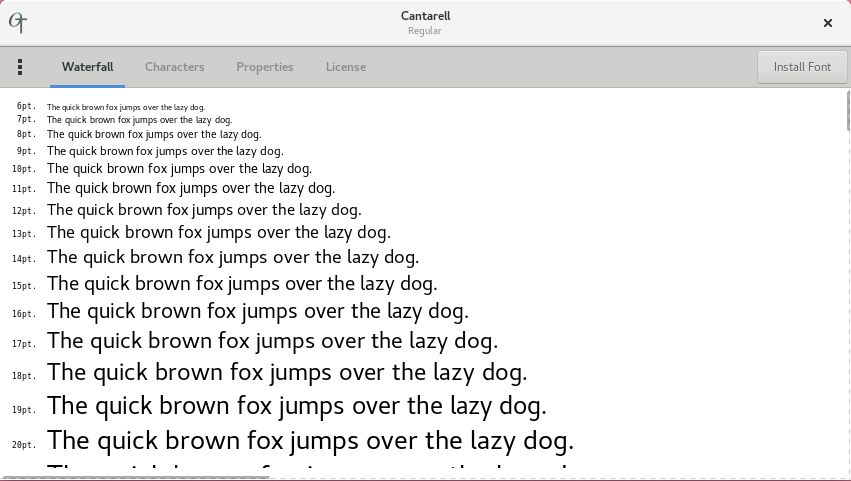 Cantarell
Regular
Waterfall Characters Properties License Install Font
6pt. The quick brown fox jumps over the lazy dog.
7pt. The quick brown fox jumps over the lazy dog.
8pt. The quick brown fox jumps over the lazy dog.
9pt. The quick brown fox jumps over the lazy dog.
10pt. The quick brown fox jumps over the lazy dog.
11pt. The quick brown fox jumps over the lazy dog.
12pt. The quick brown fox jumps over the lazy dog.
13pt. The quick brown fox jumps over the lazy dog.
14pt. The quick brown fox jumps over the lazy dog.
15pt. The quick brown fox jumps over the lazy dog.
16pt. The quick brown fox jumps over the lazy dog.
17pt. The quick brown fox jumps over the lazy dog.
18pt. The quick brown fox jumps over the lazy dog.
19pt. The quick brown fox jumps over the lazy dog.
20pt. The quick brown fox jumps over the lazy dog.